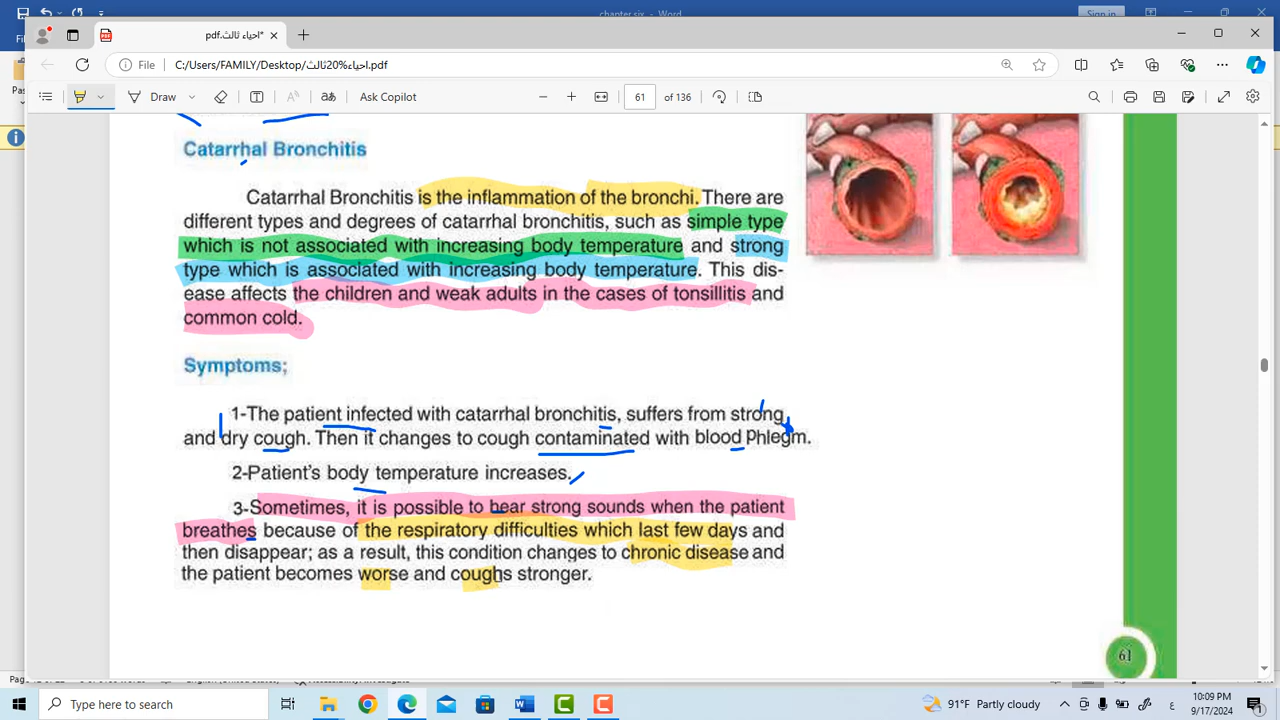 chapter six - Word
Sign in
*احياء ثالث.pdf
File
C:/Users/FAMILY/Desktop/احياء%20ثالث.pdf
Draw
Ask Copilot
61
of 136
Catarrhal Bronchitis
Catarrhal Bronchitis is the inflammation of the bronchi. There are
different types and degrees of catarrhal bronchitis, such as simple type
which is not associated with increasing body temperature and strong
type which is associated with increasing body temperature. This dis-
ease affects the children and weak adults in the cases of tonsillitis and
common cold.
Symptoms;
1-The patient infected with catarrhal bronchitis, suffers from strong
and dry cough. Then it changes to cough contaminated with blood phlegm.
2-Patient's body temperature increases.
3-Sometimes, it is possible to hear strong sounds when the patient
breathes because of the respiratory difficulties which last few days and
then disappear; as a result, this condition changes to chronic disease and
the patient becomes worse and coughs stronger.
61
Type here to search
91°F Partly cloudy
ع
10:09 PM
9/17/2024